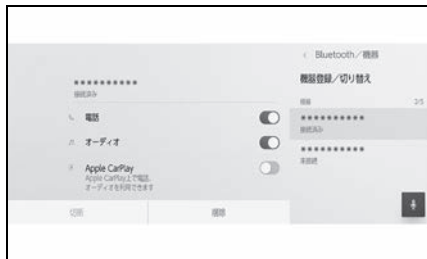 Bluetooth／機器
機器登録／切り替え
機器 2/5
**********
接続済み
**********
未接続
**********
接続済み
電話
オーディオ
Apple CarPlay
Apple CarPlay上で電話、
オーディオを利用できます
切断
削除